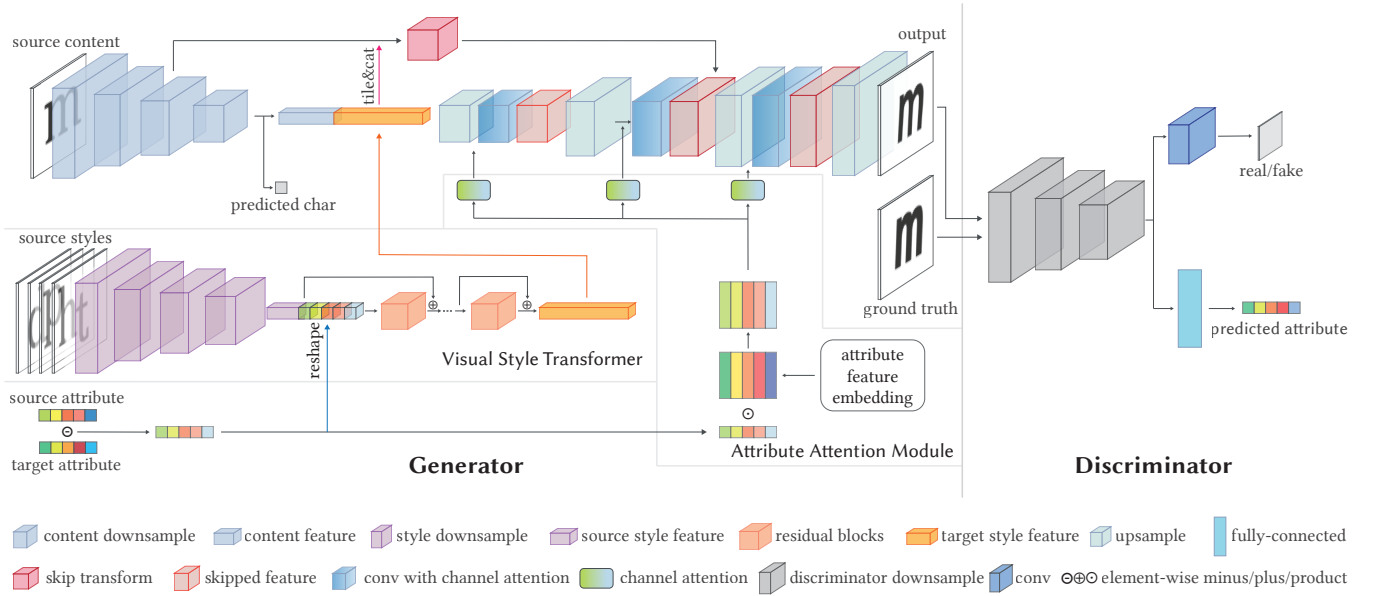 source content
output
tile&cat
m
m
predicted char
real/fake
source styles
m
dPht
reshape
ground truth
predicted attribute
Visual Style Transformer
attribute
feature
embedding
source attribute
target attribute
Attribute Attention Module
Generator
Discriminator
content downsample
content feature
style downsample
source style feature
residual blocks
target style feature
upsample
fully-connected
skip transform
skipped feature
conv with channel attention
channel attention
discriminator downsample
conv
⊖⊕⊙ element-wise minus/plus/product